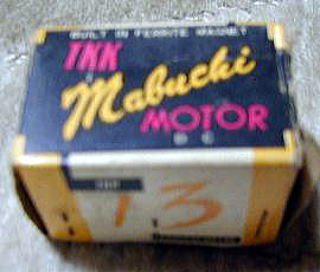 BUILT IN FERRITE MAGNET
TKK
Mabuchi
MOTOR
D C
13